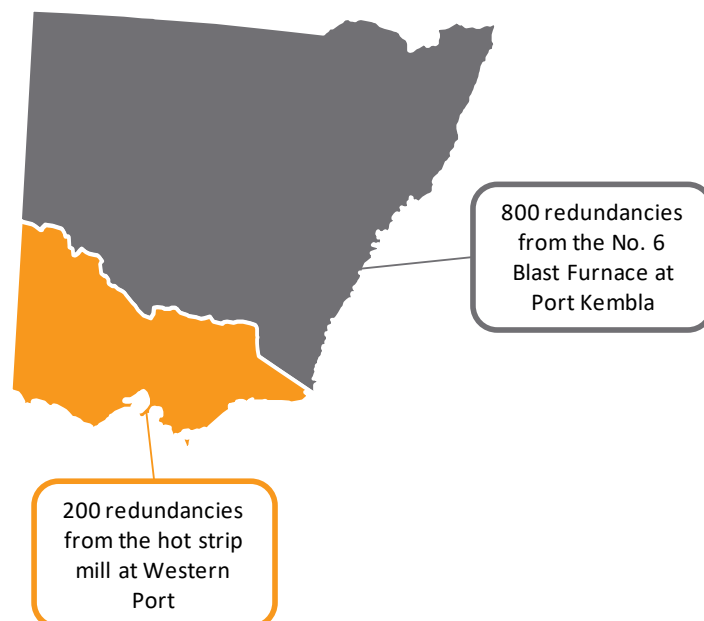 800 redundancies
from the No. 6
Blast Furnace at
Port Kembla
200 redundancies
from the hot strip
mill at Western
Port